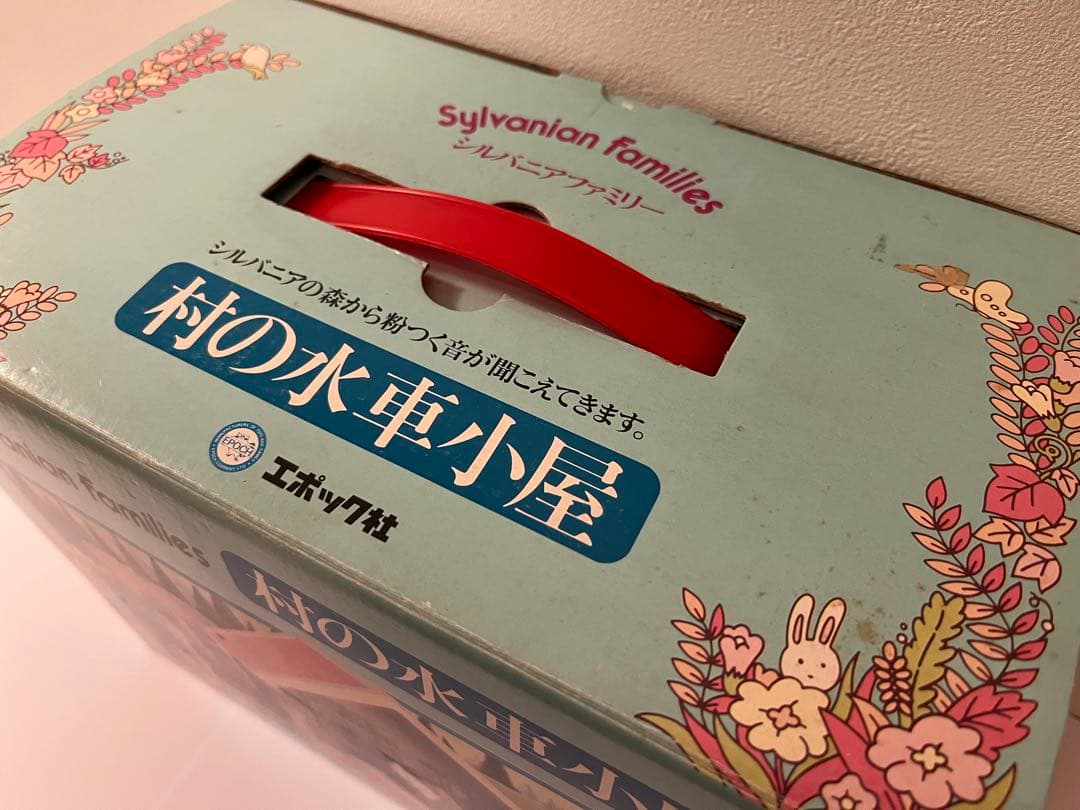 Sylvanian Families
シルバニアファミリー
シルバニアの森から粉つく音が聞こえてきます。
村の水車小屋
EPOCH
エポック社
nian Families
村の水車小